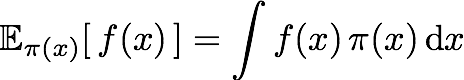 𝔼_{π(x)}[ f(x) ] = ∫ f(x) π(x) dx